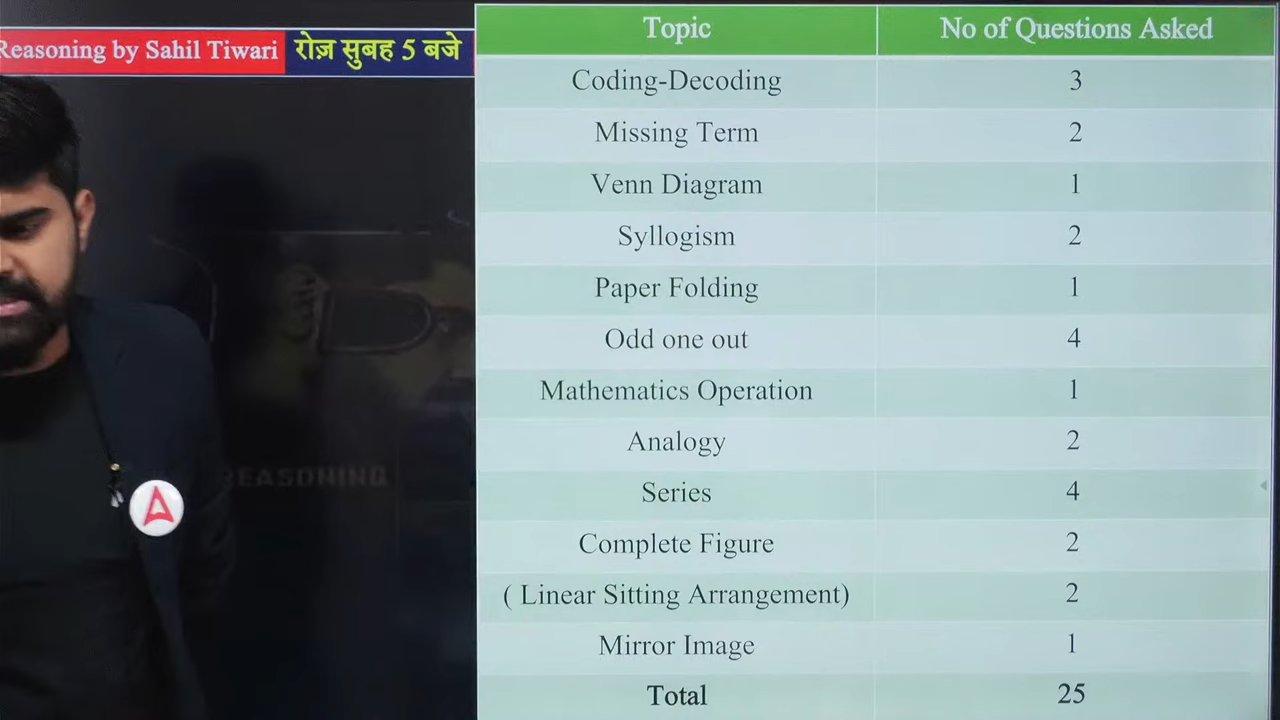 Reasoning by Sahil Tiwari रोज़ सुबह 5 बजे
REASONING
Topic No of Questions Asked
Coding-Decoding 3
Missing Term 2
Venn Diagram 1
Syllogism 2
Paper Folding 1
Odd one out 4
Mathematics Operation 1
Analogy 2
Series 4
Complete Figure 2
( Linear Sitting Arrangement) 2
Mirror Image 1
Total 25